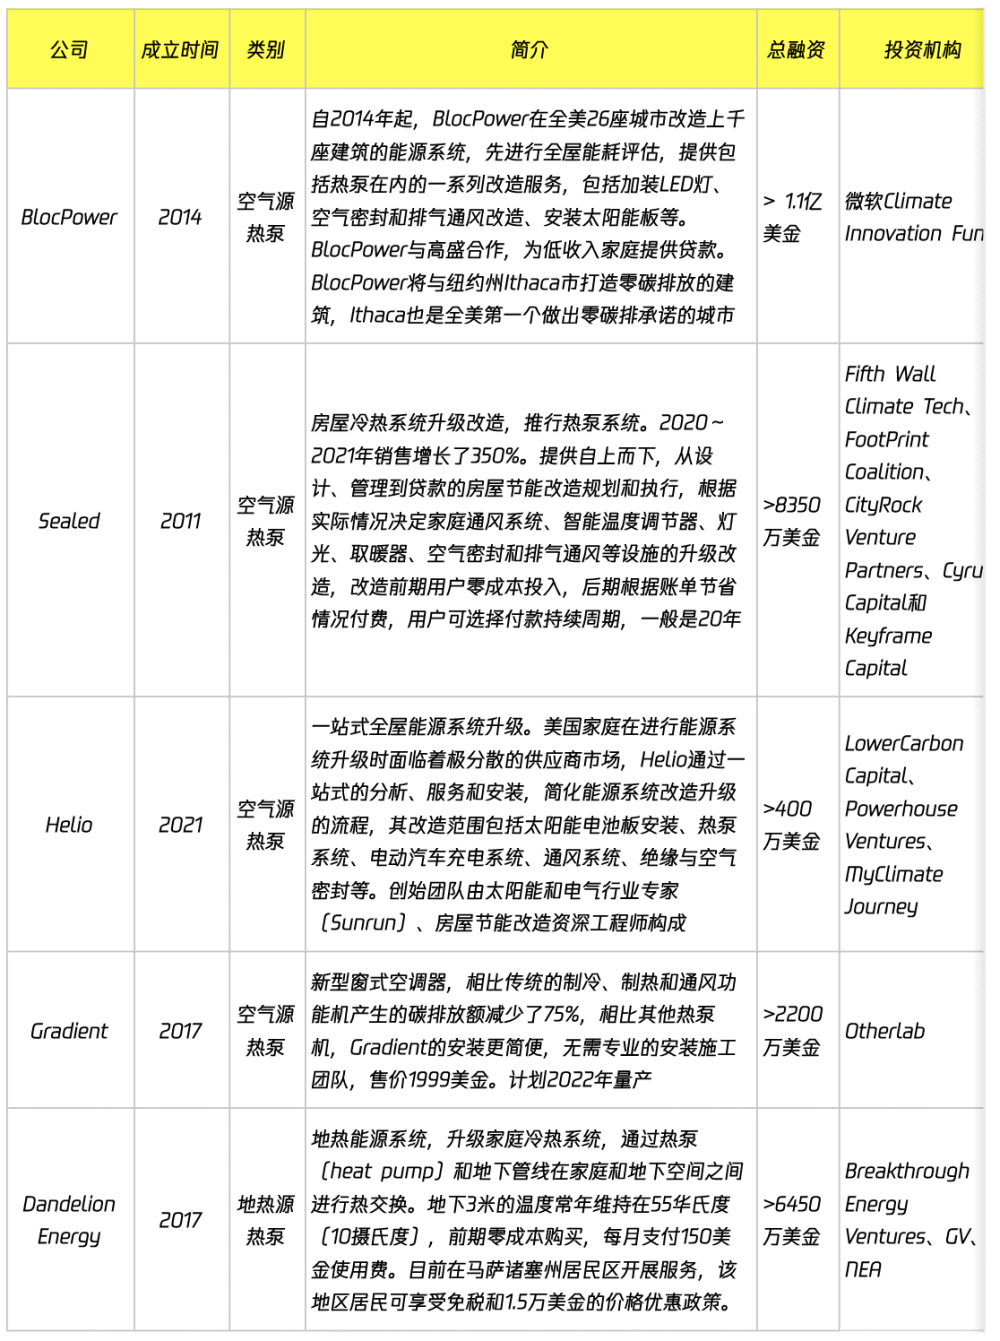 公司 成立时间 类别 简介 总融资 投资机构
BlocPower
2014
空气源
热泵
自2014年起，BlocPower在全美26座城市改造上千
座建筑的能源系统，先进行全屋能耗评估，提供包
括热泵在内的一系列改造服务，包括加装LED灯、
空气密封和排气通风改造、安装太阳能板等。
BlocPower与高盛合作，为低收入家庭提供贷款。
BlocPower将与纽约州Ithaca市打造零碳排放的建
筑，Ithaca也是全美第一个做出零碳排承诺的城市
> 1.1亿
美金
微软Climate
Innovation Fun
Sealed
2011
空气源
热泵
房屋冷热系统升级改造，推行热泵系统。2020～
2021年销售增长了350%。提供自上而下，从设
计、管理到贷款的房屋节能改造规划和执行，根据
实际情况决定家庭通风系统、智能温度调节器、灯
光、取暖器、空气密封和排气通风等设施的升级改
造，改造前期用户零成本投入，后期根据账单节省
情况付费，用户可选择付款持续周期，一般是20年
>8350
万美金
Fifth Wall
Climate Tech、
FootPrint
Coalition、
CityRock
Venture
Partners、Cyru
Capital和
Keyframe
Capital
Helio
2021
空气源
热泵
一站式全屋能源系统升级。美国家庭在进行能源系
统升级时面临着极分散的供应商市场，Helio通过一
站式的分析、服务和安装，简化能源系统改造升级
的流程，其改造范围包括太阳能电池板安装、热泵
系统、电动汽车充电系统、通风系统、绝缘与空气
密封等。创始团队由太阳能和电气行业专家
（Sunrun）、房屋节能改造资深工程师构成
>400
万美金
LowerCarbon
Capital、
Powerhouse
Ventures、
MyClimate
Journey
Gradient
2017
空气源
热泵
新型窗式空调器，相比传统的制冷、制热和通风功
能机产生的碳排放额减少了75%，相比其他热泵
机，Gradient的安装更简便，无需专业的安装施工
团队，售价1999美金。计划2022年量产
>2200
万美金
Otherlab
Dandelion
Energy
2017
地热源
热泵
地热能源系统，升级家庭冷热系统，通过热泵
（heat pump）和地下管线在家庭和地下空间之间
进行热交换。地下3米的温度常年维持在55华氏度
（10摄氏度），前期零成本购买，每月支付150美
金使用费。目前在马萨诸塞州居民区开展服务，该
地区居民可享受免税和1.5万美金的价格优惠政策。
>6450
万美金
Breakthrough
Energy
Ventures、GV、
NEA